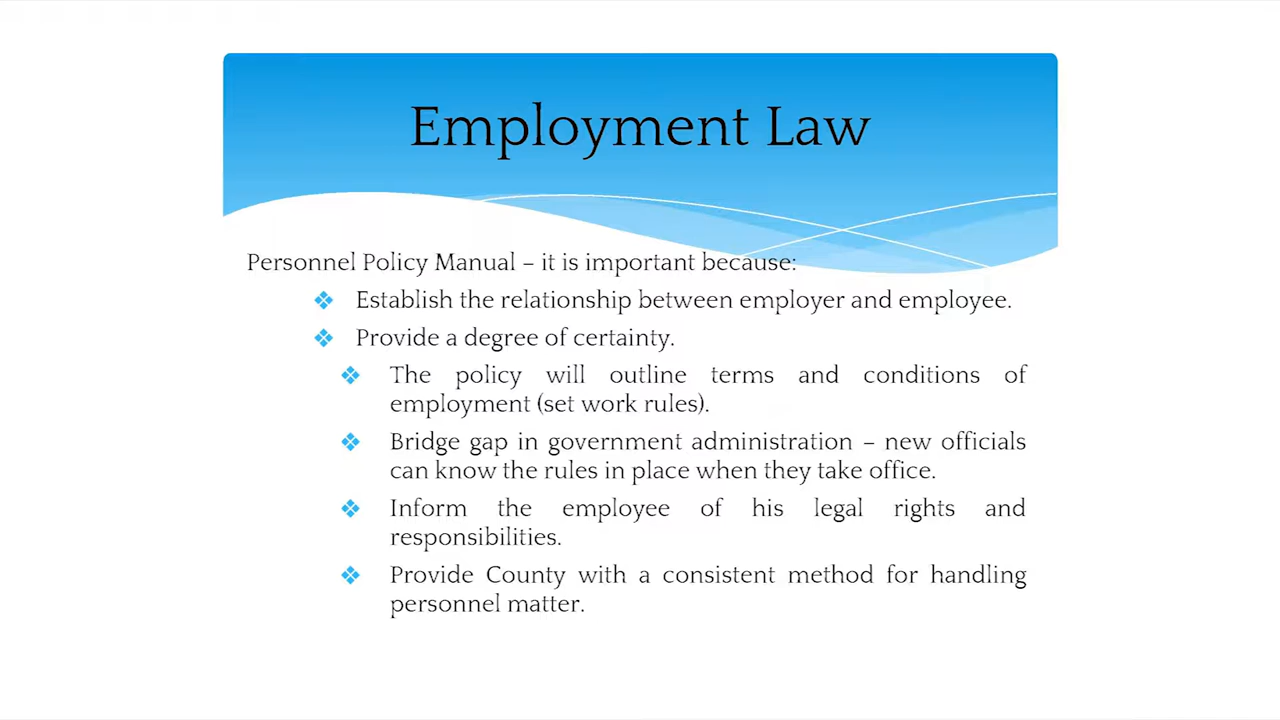 Employment Law
Personnel Policy Manual – it is important because:
Establish the relationship between employer and employee.
Provide a degree of certainty.
The policy will outline terms and conditions of
employment (set work rules).
Bridge gap in government administration – new officials
can know the rules in place when they take office.
Inform the employee of his legal rights and
responsibilities.
Provide County with a consistent method for handling
personnel matter.